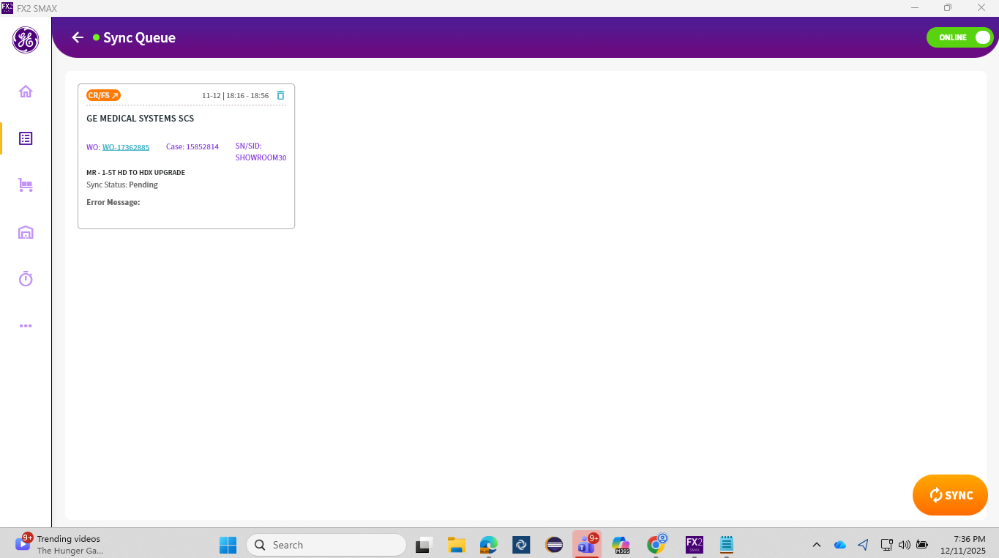 FX2 SMAX
Sync Queue
ONLINE
CR/FS
11-12 | 18:16 - 18:56
GE MEDICAL SYSTEMS SCS
WO: WO-17362885
Case: 15852814
SN/SID:
SHOWROOM30
MR - 1-5T HD TO HDX UPGRADE
Sync Status: Pending
Error Message:
SYNC
9+
Trending videos
The Hunger Ga...
Search
9+
M365
FX2
SMAX
7:36 PM
12/11/2025